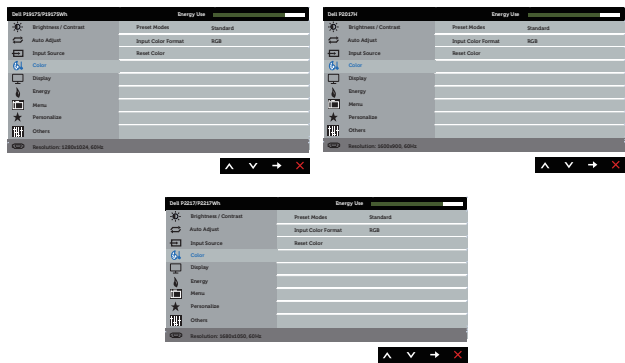 Dell P1917S/P1917SWh Energy Use
Brightness / Contrast Preset Modes Standard
Auto Adjust Input Color Format RGB
Input Source Reset Color
Color
Display
Energy
Menu
Personalize
Others
Resolution: 1280x1024, 60Hz
Dell P2017H Energy Use
Brightness / Contrast Preset Modes Standard
Auto Adjust Input Color Format RGB
Input Source Reset Color
Color
Display
Energy
Menu
Personalize
Others
Resolution: 1600x900, 60Hz
Dell P2217/P2217Wh Energy Use
Brightness / Contrast Preset Modes Standard
Auto Adjust Input Color Format RGB
Input Source Reset Color
Color
Display
Energy
Menu
Personalize
Others
Resolution: 1680x1050, 60Hz